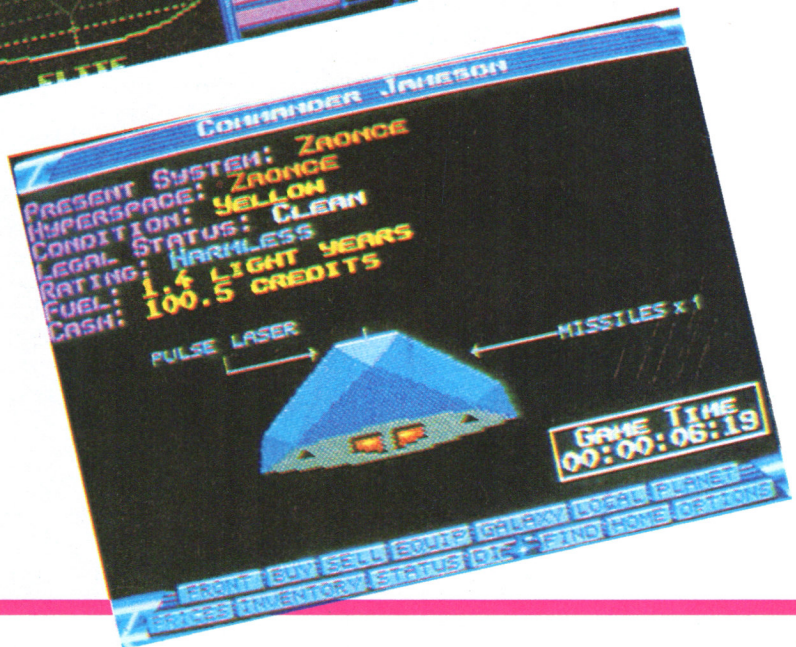 ELITE
COMMANDER JAMESON
PRESENT SYSTEM: ZAONCE
HYPERSPACE: ZAONCE
CONDITION: YELLOW
LEGAL STATUS: CLEAN
RATING: HARMLESS
FUEL: 1.4 LIGHT YEARS
CASH: 100.5 CREDITS
PULSE LASER
MISSILES x 1
GAME TIME
00:00:06:19
FRONT BUY SELL EQUIP GALAXY LOCAL PLANET
PRICES INVENTORY STATUS FIND HOME OPTIONS